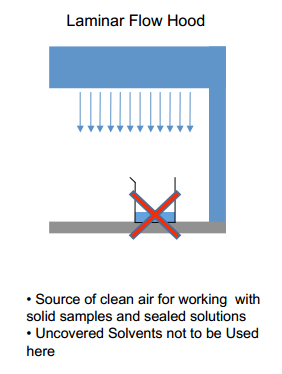 Laminar Flow Hood
• Source of clean air for working with
solid samples and sealed solutions
• Uncovered Solvents not to be Used
here